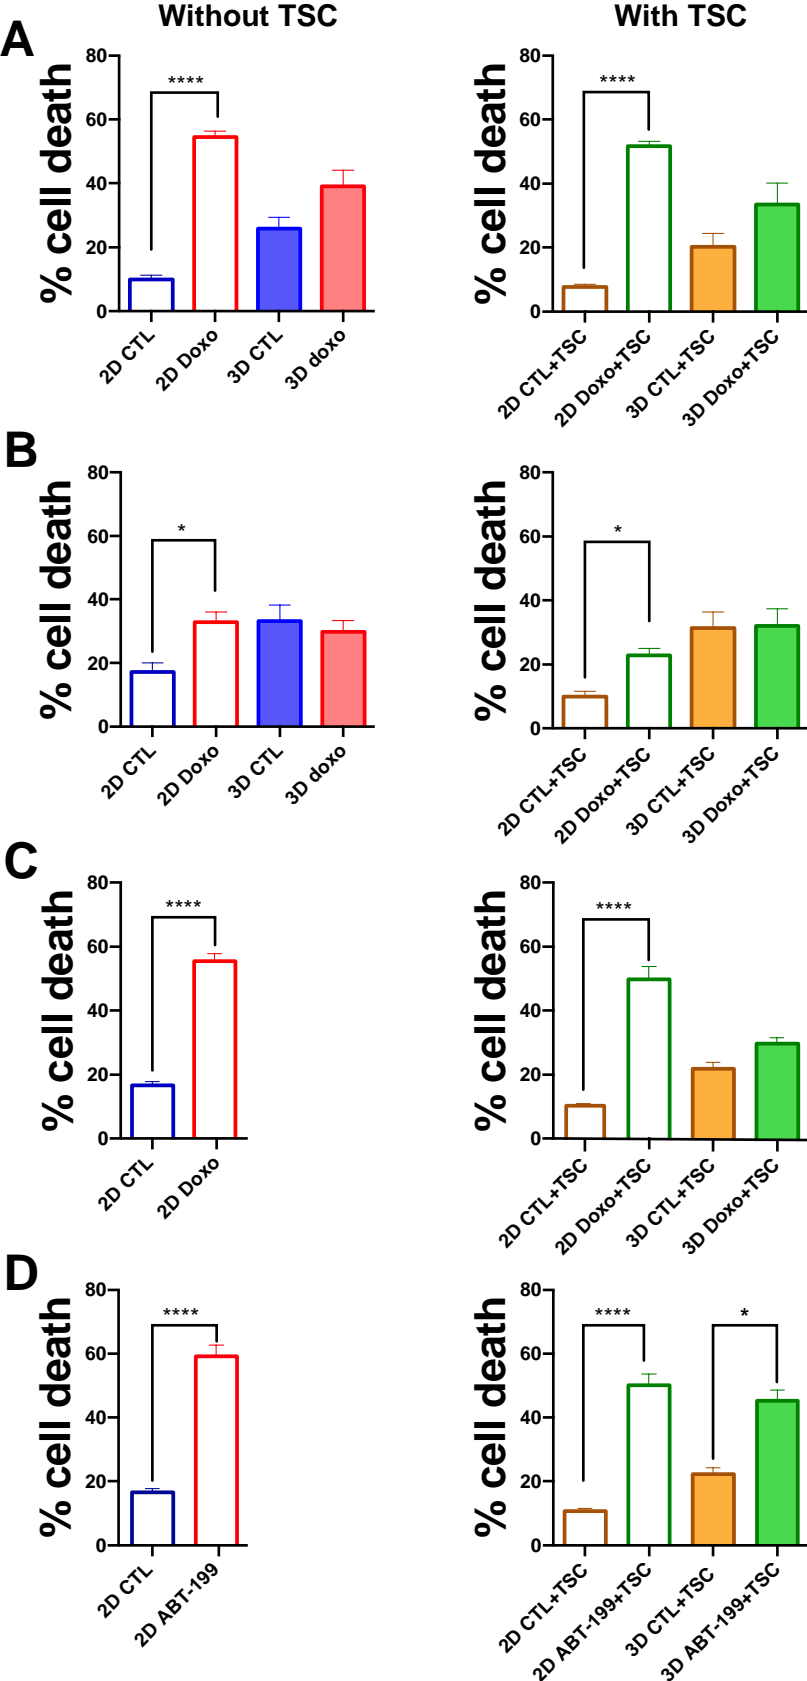 Without TSC
With TSC
A
% cell death
80
60
40
20
0
****
2D CTL
2D Doxo
3D CTL
3D doxo
% cell death
80
60
40
20
0
****
2D CTL+TSC
2D Doxo+TSC
3D CTL+TSC
3D Doxo+TSC
B
% cell death
80
60
40
20
0
*
2D CTL
2D Doxo
3D CTL
3D doxo
% cell death
80
60
40
20
0
*
2D CTL+TSC
2D Doxo+TSC
3D CTL+TSC
3D Doxo+TSC
C
% cell death
80
60
40
20
0
****
2D CTL
2D Doxo
% cell death
80
60
40
20
0
****
2D CTL+TSC
2D Doxo+TSC
3D CTL+TSC
3D Doxo+TSC
D
% cell death
80
60
40
20
0
****
2D CTL
2D ABT-199
% cell death
80
60
40
20
0
****
*
2D CTL+TSC
2D ABT-199+TSC
3D CTL+TSC
3D ABT-199+TSC